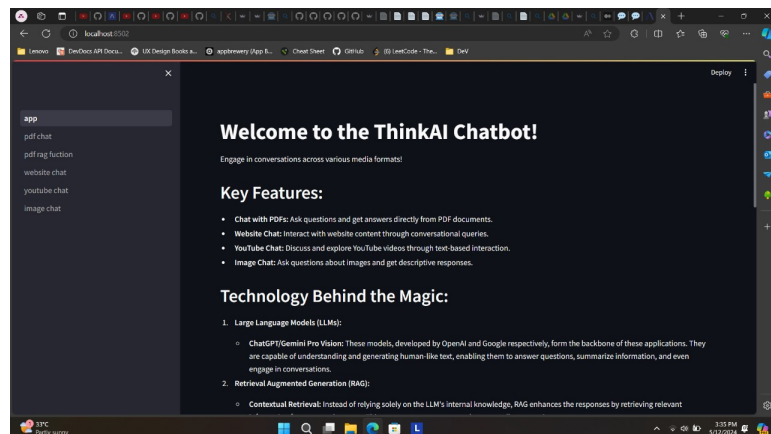 localhost:8502
Lenovo
DevDocs API Docu...
UX Design Books a...
appbrewery (App B...
Cheat Sheet
GitHub
(6) LeetCode - The...
DeV
Deploy
app
pdf chat
pdf rag fuction
website chat
youtube chat
image chat
Welcome to the ThinkAI Chatbot!
Engage in conversations across various media formats!
Key Features:
• Chat with PDFs: Ask questions and get answers directly from PDF documents.
• Website Chat: Interact with website content through conversational queries.
• YouTube Chat: Discuss and explore YouTube videos through text-based interaction.
• Image Chat: Ask questions about images and get descriptive responses.
Technology Behind the Magic:
1. Large Language Models (LLMs):
ChatGPT/Gemini Pro Vision: These models, developed by OpenAI and Google respectively, form the backbone of these applications. They
are capable of understanding and generating human-like text, enabling them to answer questions, summarize information, and even
engage in conversations.
2. Retrieval Augmented Generation (RAG):
Contextual Retrieval: Instead of relying solely on the LLM's internal knowledge, RAG enhances the responses by retrieving relevant
33°C
Partly sunny
3:35 PM
5/12/2024